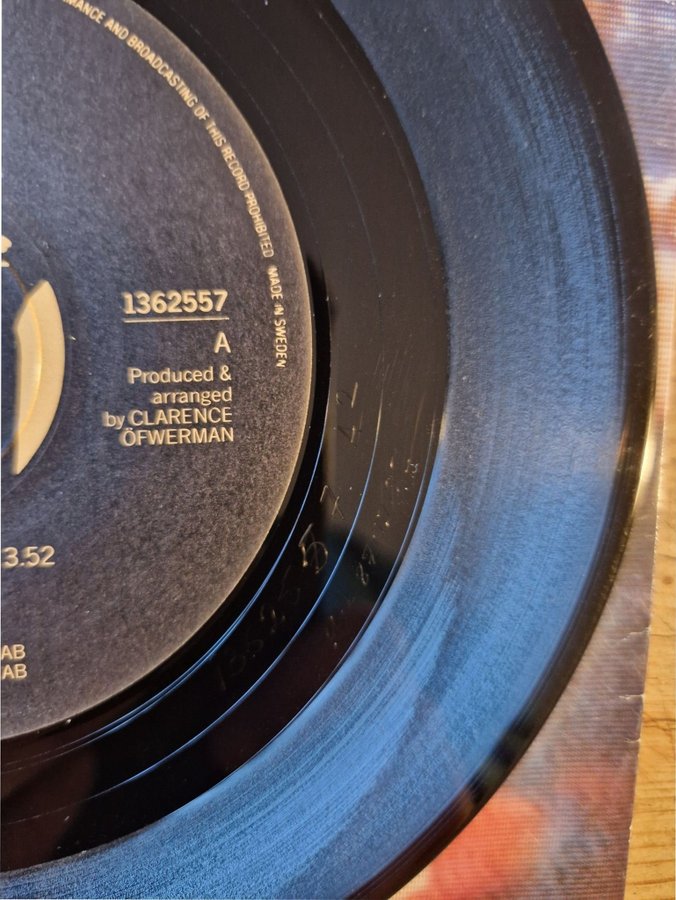 MANCE AND BROADCASTING OF THIS RECORD PROHIBITED MADE IN SWEDEN
1362557
A
Produced &
arranged
by CLARENCE
ÖFWERMAN
3.52
AB
AB